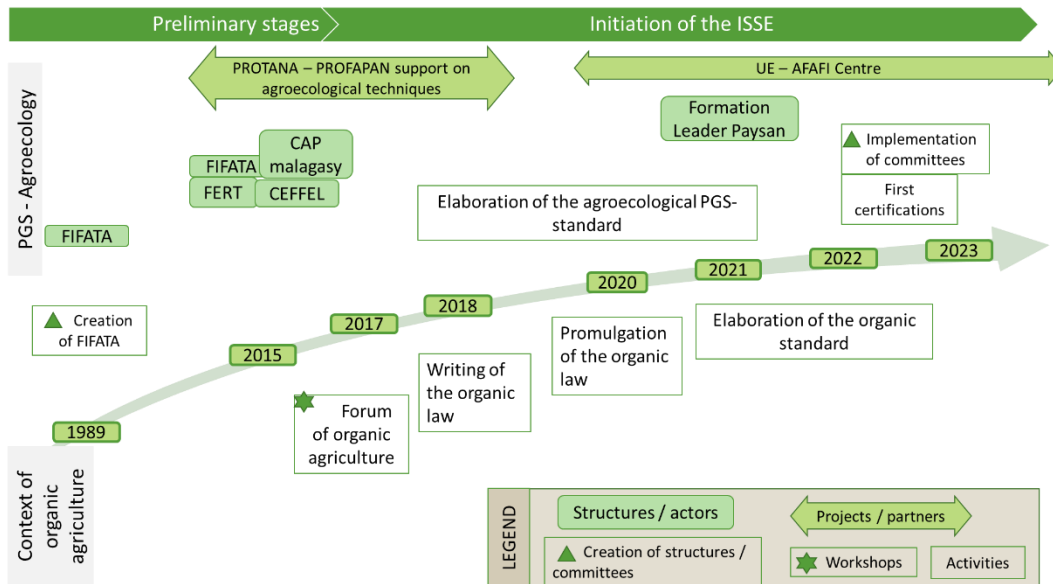 Preliminary stages
Initiation of the ISSE
PGS - Agroecology
PROTANA – PROFAPAN support on
agroecological techniques
UE – AFAFI Centre
Formation
Leader Paysan
CAP
malagasy
FIFATA
FERT
CEFFEL
Implementation
of committees
First
certifications
Elaboration of the agroecological PGS-
standard
FIFATA
2023
2022
2021
2020
2018
2017
2015
1989
Creation
of FIFATA
Promulgation
of the organic
law
Elaboration of the organic
standard
Writing of
the organic
law
Forum
of organic
agriculture
Context of
organic
agriculture
LEGEND
Structures / actors
Projects / partners
Creation of structures /
committees
Workshops
Activities